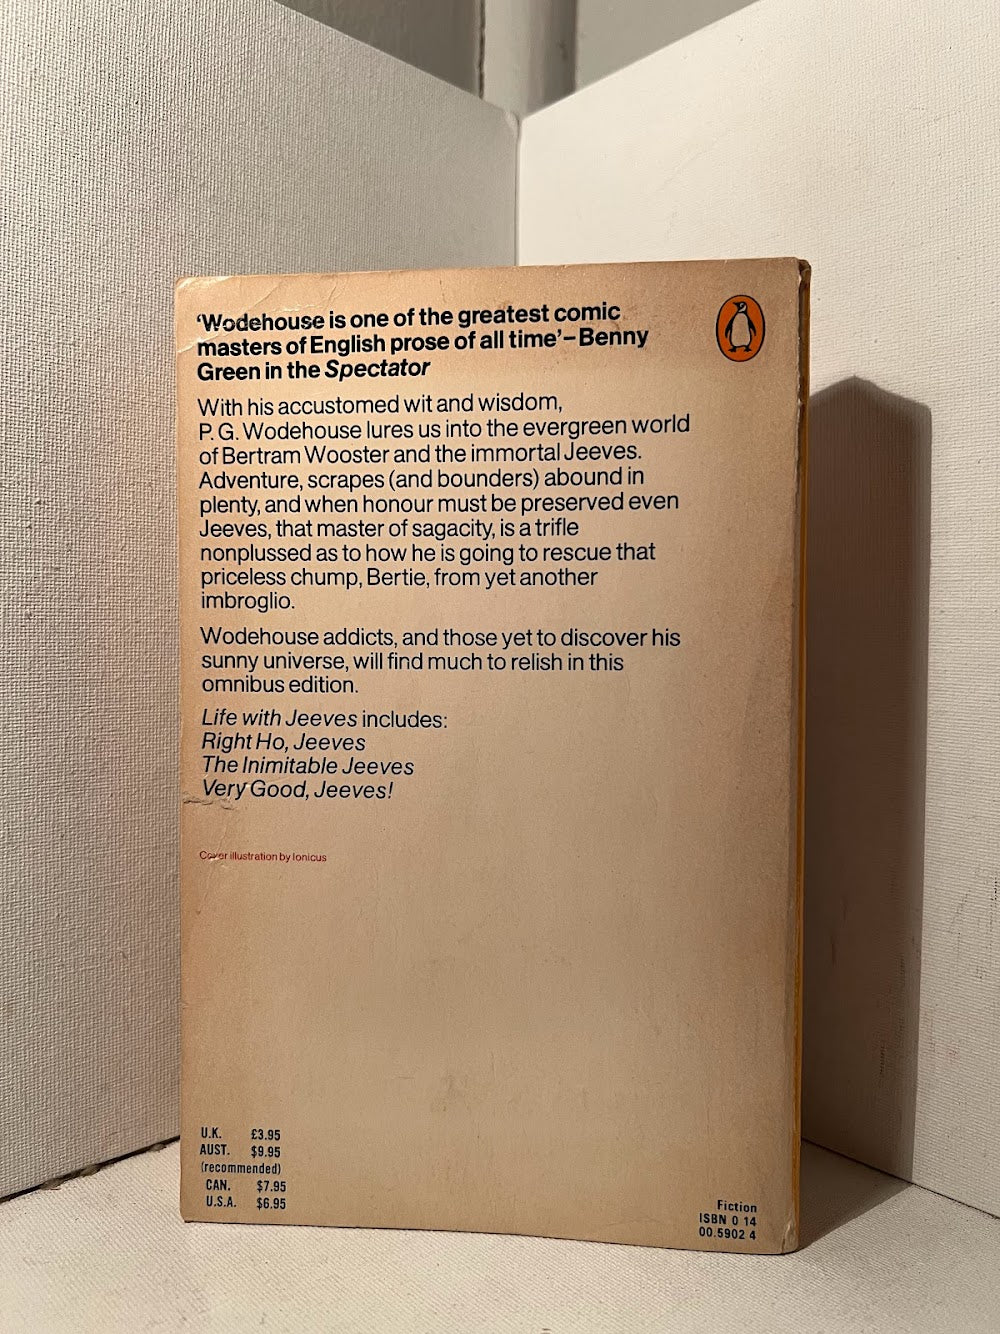 ‘Wodehouse is one of the greatest comic
masters of English prose of all time’–Benny
Green in the Spectator
With his accustomed wit and wisdom,
P. G. Wodehouse lures us into the evergreen world
of Bertram Wooster and the immortal Jeeves.
Adventure, scrapes (and bounders) abound in
plenty, and when honour must be preserved even
Jeeves, that master of sagacity, is a trifle
nonplussed as to how he is going to rescue that
priceless chump, Bertie, from yet another
imbroglio.
Wodehouse addicts, and those yet to discover his
sunny universe, will find much to relish in this
omnibus edition.
Life with Jeeves includes:
Right Ho, Jeeves
The Inimitable Jeeves
Very Good, Jeeves!
Cover illustration by Ionicus
U.K. £3.95
AUST. $9.95
(recommended)
CAN. $7.95
U.S.A. $6.95
Fiction
ISBN 0 14
00.5902 4